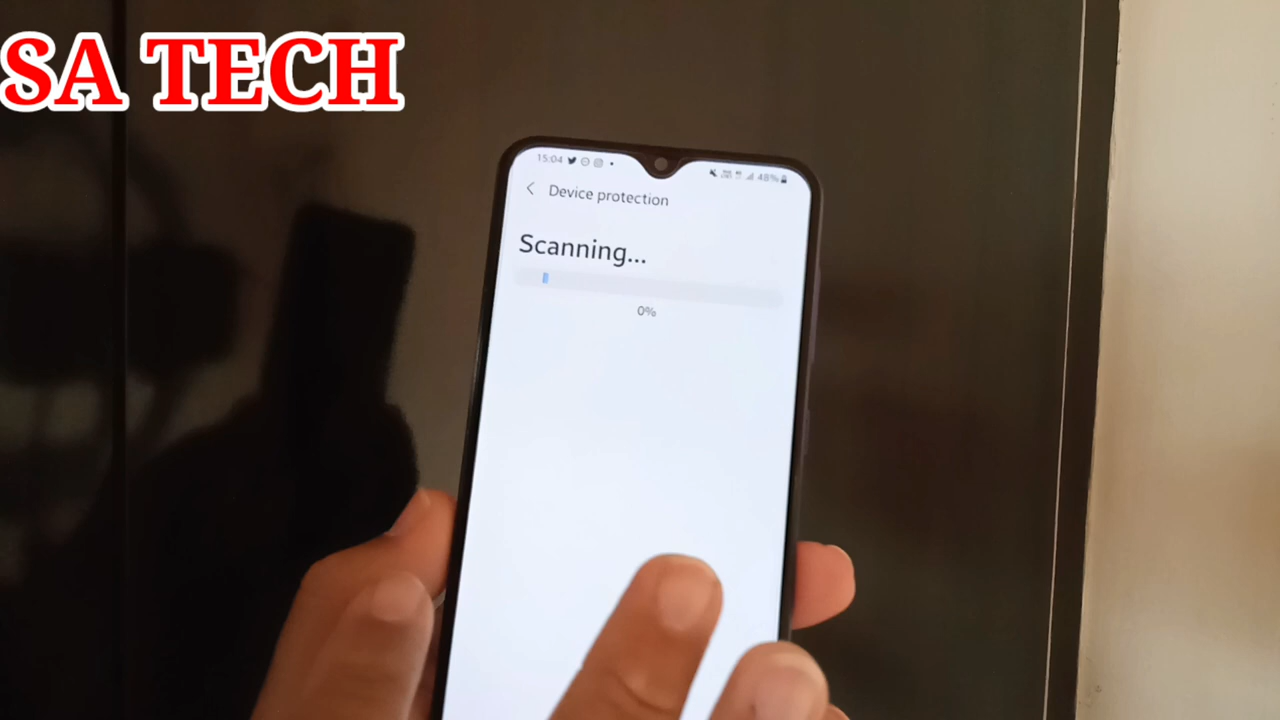 SA TECH
15:04
48%
Device protection
Scanning...
0%